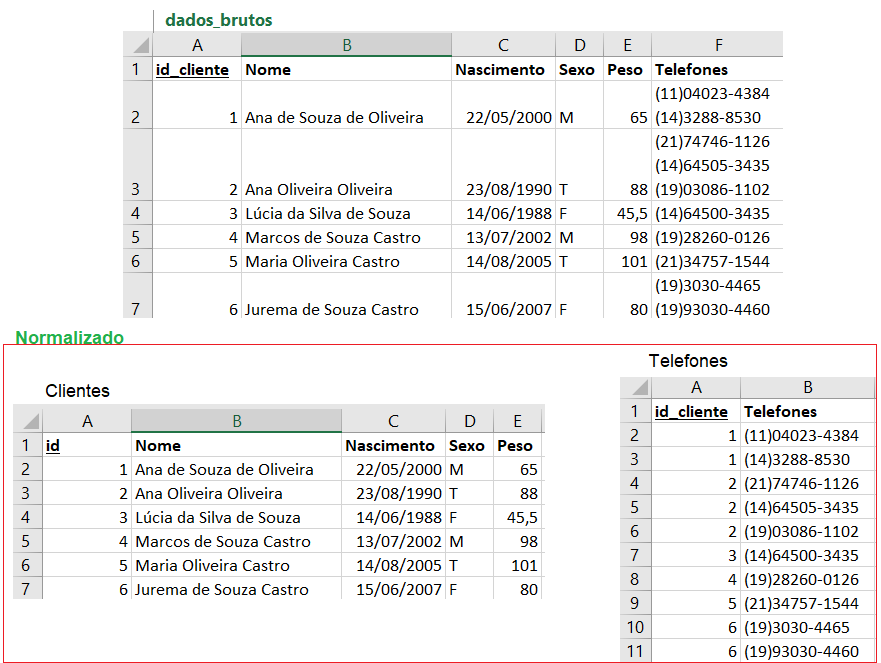 dados_brutos
A B C D E F
1 id_cliente Nome Nascimento Sexo Peso Telefones
(11)04023-4384
2 1 Ana de Souza de Oliveira 22/05/2000 M 65 (14)3288-8530
(21)74746-1126
(14)64505-3435
3 2 Ana Oliveira Oliveira 23/08/1990 T 88 (19)03086-1102
4 3 Lúcia da Silva de Souza 14/06/1988 F 45,5 (14)64500-3435
5 4 Marcos de Souza Castro 13/07/2002 M 98 (19)28260-0126
6 5 Maria Oliveira Castro 14/08/2005 T 101 (21)34757-1544
(19)3030-4465
7 6 Jurema de Souza Castro 15/06/2007 F 80 (19)93030-4460
Normalizado
Clientes
A B C D E
1 id Nome Nascimento Sexo Peso
2 1 Ana de Souza de Oliveira 22/05/2000 M 65
3 2 Ana Oliveira Oliveira 23/08/1990 T 88
4 3 Lúcia da Silva de Souza 14/06/1988 F 45,5
5 4 Marcos de Souza Castro 13/07/2002 M 98
6 5 Maria Oliveira Castro 14/08/2005 T 101
7 6 Jurema de Souza Castro 15/06/2007 F 80
Telefones
A B
1 id_cliente Telefones
2 1 (11)04023-4384
3 1 (14)3288-8530
4 2 (21)74746-1126
5 2 (14)64505-3435
6 2 (19)03086-1102
7 3 (14)64500-3435
8 4 (19)28260-0126
9 5 (21)34757-1544
10 6 (19)3030-4465
11 6 (19)93030-4460